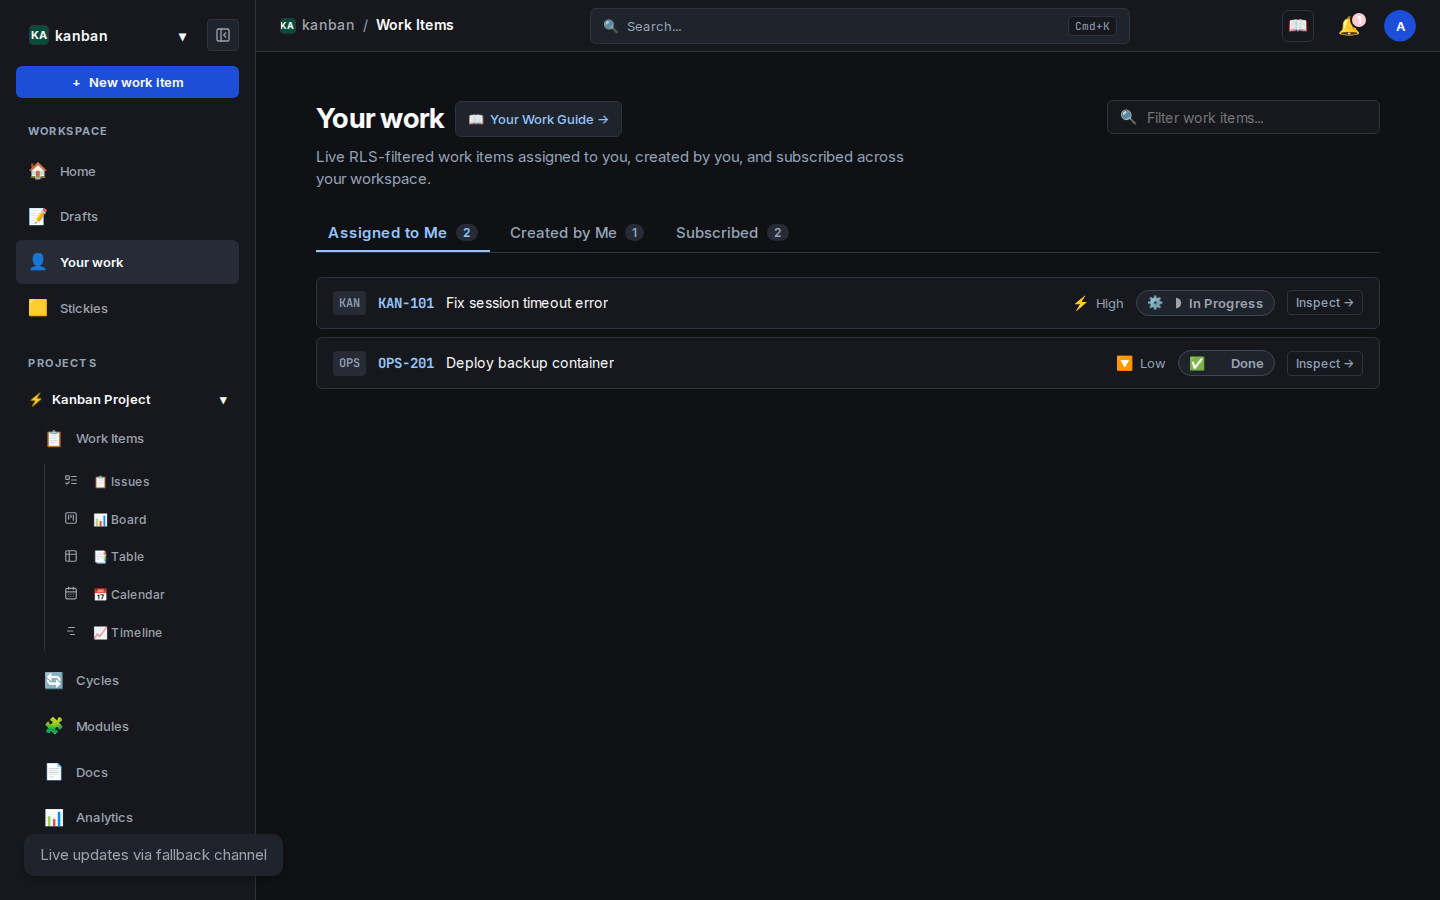 KA kanban ▾
+ New work item
WORKSPACE
Home
Drafts
Your work
Stickies
PROJECTS
Kanban Project ▾
Work Items
Issues
Board
Table
Calendar
Timeline
Cycles
Modules
Docs
Analytics
Live updates via fallback channel
KA kanban / Work Items
Search... Cmd+K
1
A
Your work
Your Work Guide →
Filter work items...
Live RLS-filtered work items assigned to you, created by you, and subscribed across
your workspace.
Assigned to Me 2 Created by Me 1 Subscribed 2
KAN KAN-101 Fix session timeout error High In Progress Inspect →
OPS OPS-201 Deploy backup container Low Done Inspect →